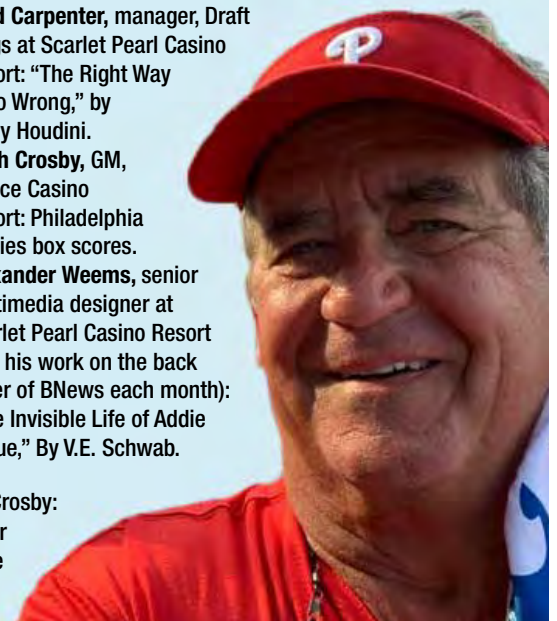 d Carpenter, manager, Draft
gs at Scarlet Pearl Casino
ort: “The Right Way
o Wrong,” by
y Houdini.
h Crosby, GM,
ce Casino
ort: Philadelphia
ies box scores.
xander Weems, senior
timedia designer at
rlet Pearl Casino Resort
his work on the back
er of BNews each month):
e Invisible Life of Addie
ue,” By V.E. Schwab.
Crosby:
r
e
P